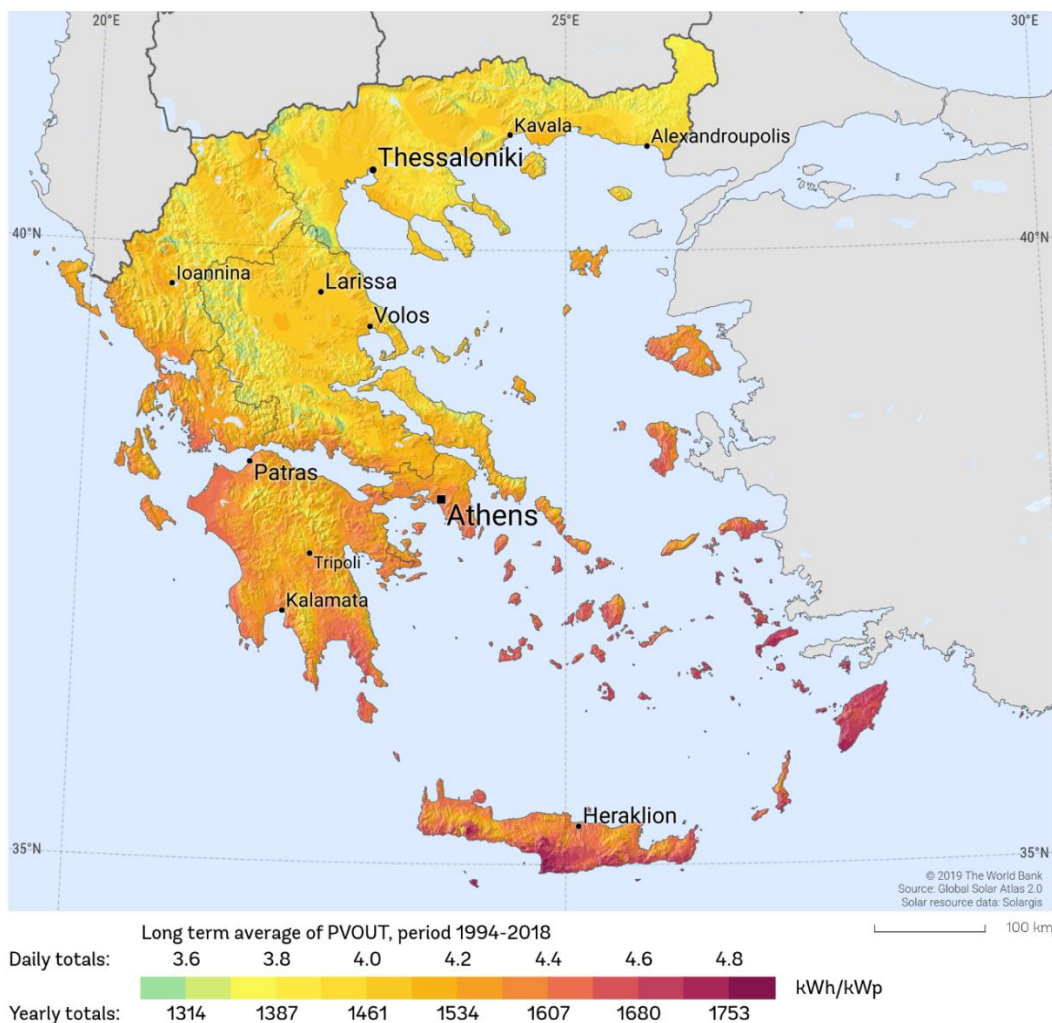 20°E
25°E
30°E
Kavala
Alexandroupolis
Thessaloniki
40°N
40°N
Ioannina
Larissa
Volos
Patras
Athens
Tripoli
Kalamata
Heraklion
35°N
35°N
© 2019 The World Bank
Source: Global Solar Atlas 2.0
Solar resource data: Solargis
100 km
Long term average of PVOUT, period 1994-2018
Daily totals: 3.6 3.8 4.0 4.2 4.4 4.6 4.8
kWh/kWp
Yearly totals: 1314 1387 1461 1534 1607 1680 1753